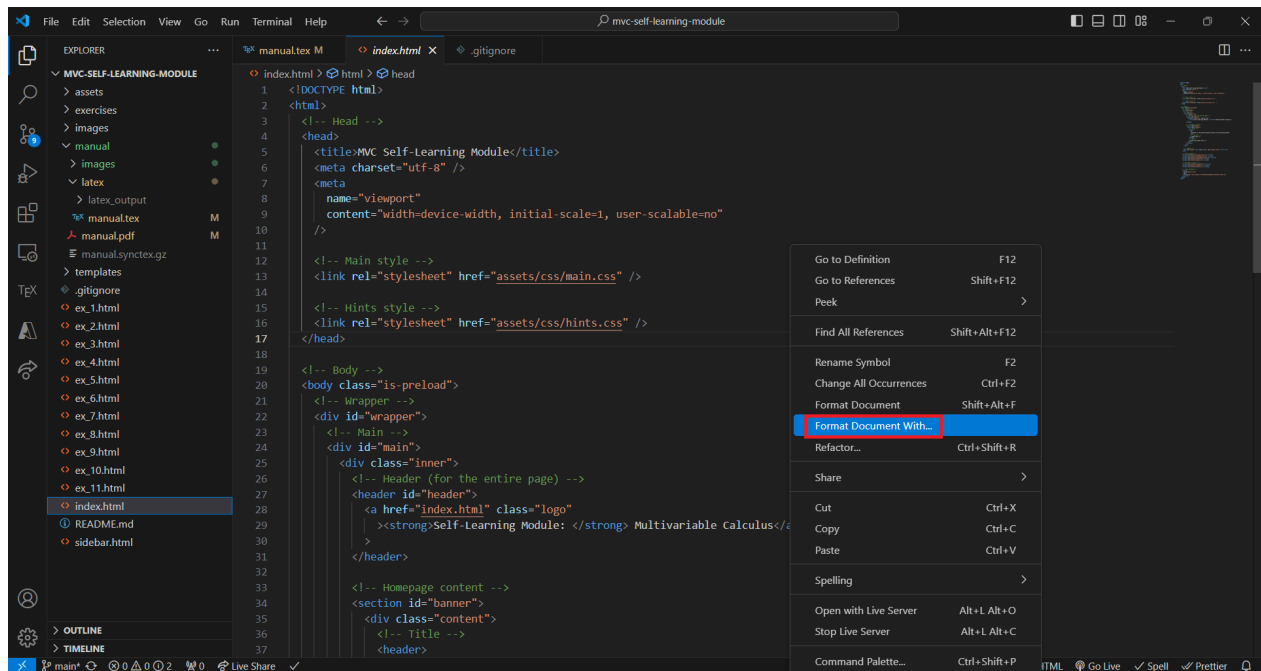 File Edit Selection View Go Run Terminal Help
mvc-self-learning-module
EXPLORER
MVC-SELF-LEARNING-MODULE
assets
exercises
images
manual
images
latex
latex_output
TEX manual.tex M
manual.pdf M
manual.synctex.gz
templates
.gitignore
ex_1.html
ex_2.html
ex_3.html
ex_4.html
ex_5.html
ex_6.html
ex_7.html
ex_8.html
ex_9.html
ex_10.html
ex_11.html
index.html
README.md
sidebar.html
OUTLINE
TIMELINE
9
TEX
TEX manual.tex M index.html .gitignore
index.html > html > head
1 <!DOCTYPE html>
2 <html>
3 <!-- Head -->
4 <head>
5 <title>MVC Self-Learning Module</title>
6 <meta charset="utf-8" />
7 <meta
8 name="viewport"
9 content="width=device-width, initial-scale=1, user-scalable=no"
10 />
11
12 <!-- Main style -->
13 <link rel="stylesheet" href="assets/css/main.css" />
14
15 <!-- Hints style -->
16 <link rel="stylesheet" href="assets/css/hints.css" />
17 </head>
18
19 <!-- Body -->
20 <body class="is-preload">
21 <!-- Wrapper -->
22 <div id="wrapper">
23 <!-- Main -->
24 <div id="main">
25 <div class="inner">
26 <!-- Header (for the entire page) -->
27 <header id="header">
28 <a href="index.html" class="logo"
29 ><strong>Self-Learning Module: </strong> Multivariable Calculus</a
30 >
31 </header>
32
33 <!-- Homepage content -->
34 <section id="banner">
35 <div class="content">
36 <!-- Title -->
37 <header>
Go to Definition F12
Go to References Shift+F12
Peek >
Find All References Shift+Alt+F12
Rename Symbol F2
Change All Occurrences Ctrl+F2
Format Document Shift+Alt+F
Format Document With...
Refactor... Ctrl+Shift+R
Share >
Cut Ctrl+X
Copy Ctrl+C
Paste Ctrl+V
Spelling >
Open with Live Server Alt+L Alt+O
Stop Live Server Alt+L Alt+C
Command Palette... Ctrl+Shift+P
main* 0 0 2 0 Live Share HTML Go Live Spell Prettier